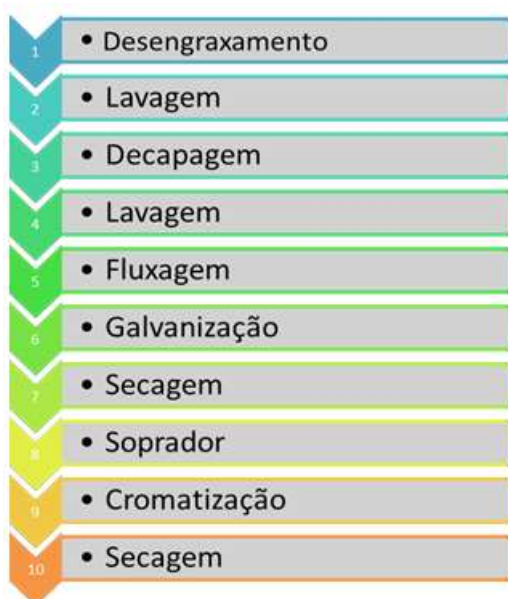 1 • Desengraxamento
2 • Lavagem
3 • Decapagem
4 • Lavagem
5 • Fluxagem
6 • Galvanização
7 • Secagem
8 • Soprador
9 • Cromatização
10 • Secagem